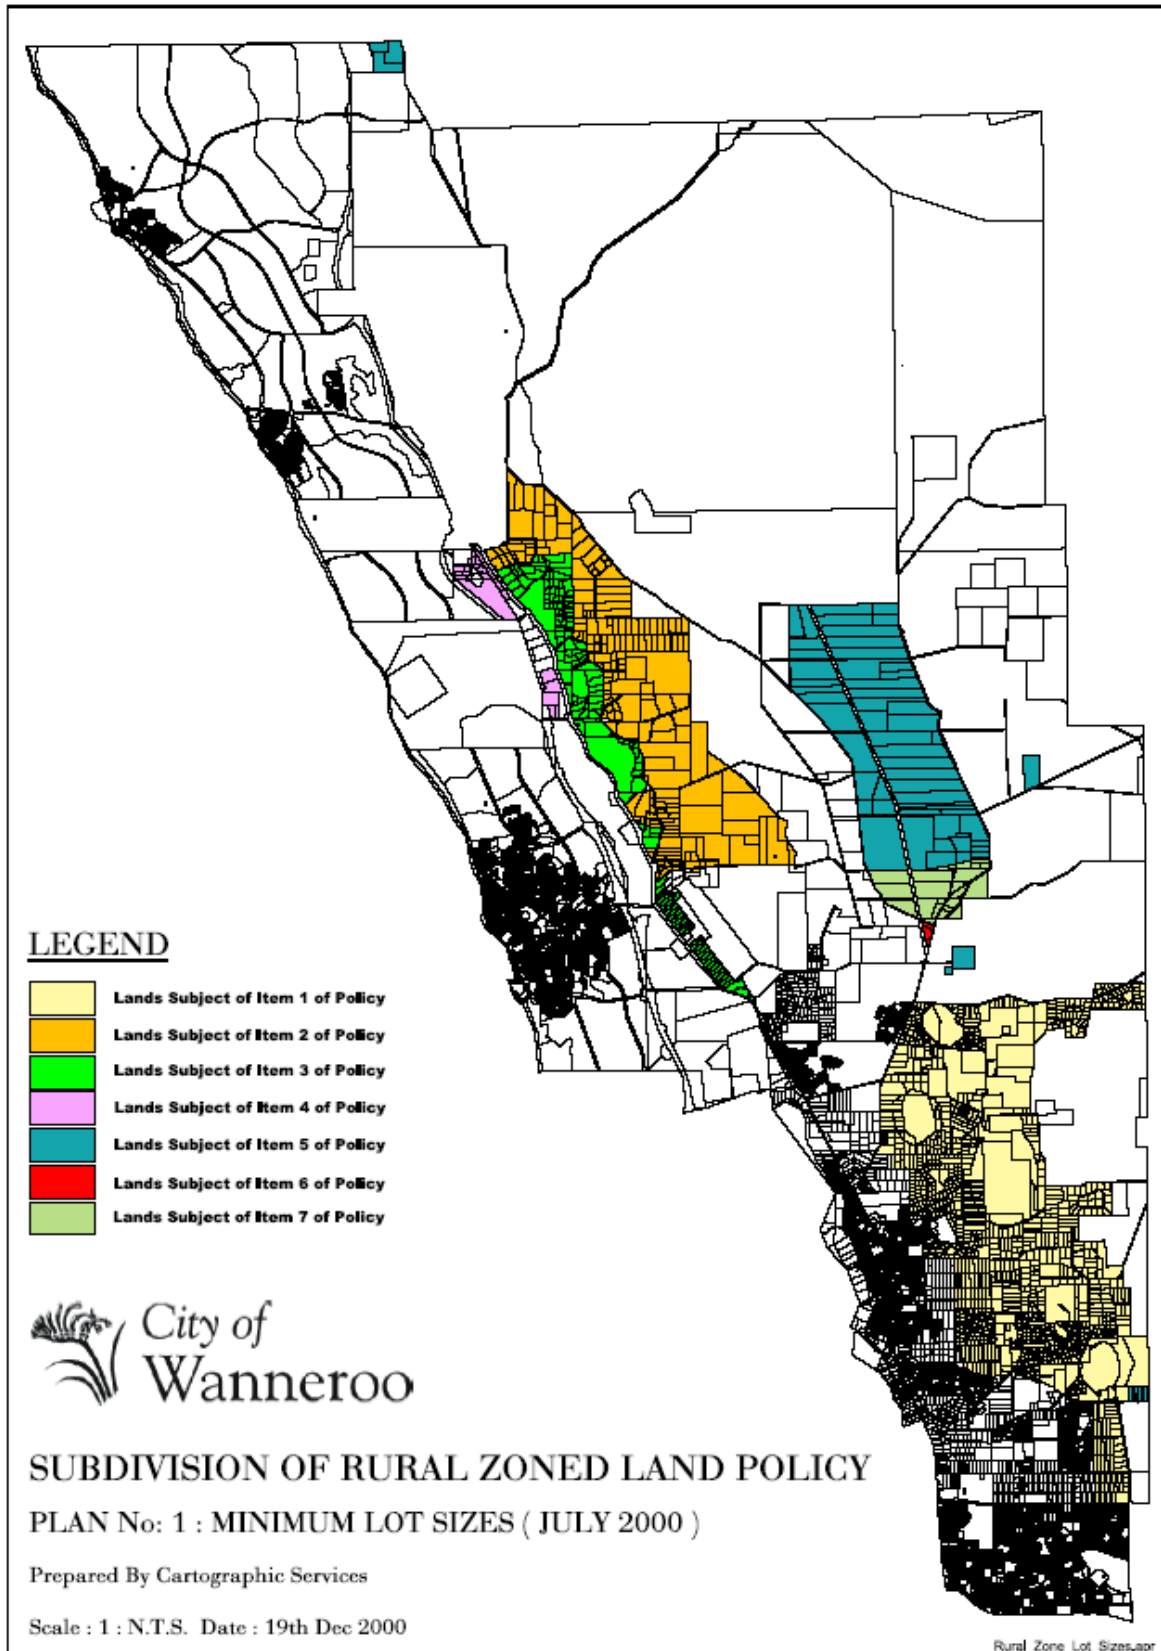 LEGEND
Lands Subject of Item 1 of Policy
Lands Subject of Item 2 of Policy
Lands Subject of Item 3 of Policy
Lands Subject of Item 4 of Policy
Lands Subject of Item 5 of Policy
Lands Subject of Item 6 of Policy
Lands Subject of Item 7 of Policy
City of
Wanneroo
SUBDIVISION OF RURAL ZONED LAND POLICY
PLAN No: 1 : MINIMUM LOT SIZES ( JULY 2000 )
Prepared By Cartographic Services
Scale : 1 : N.T.S. Date : 19th Dec 2000
Rural_Zone_Lot_Sizes.apr